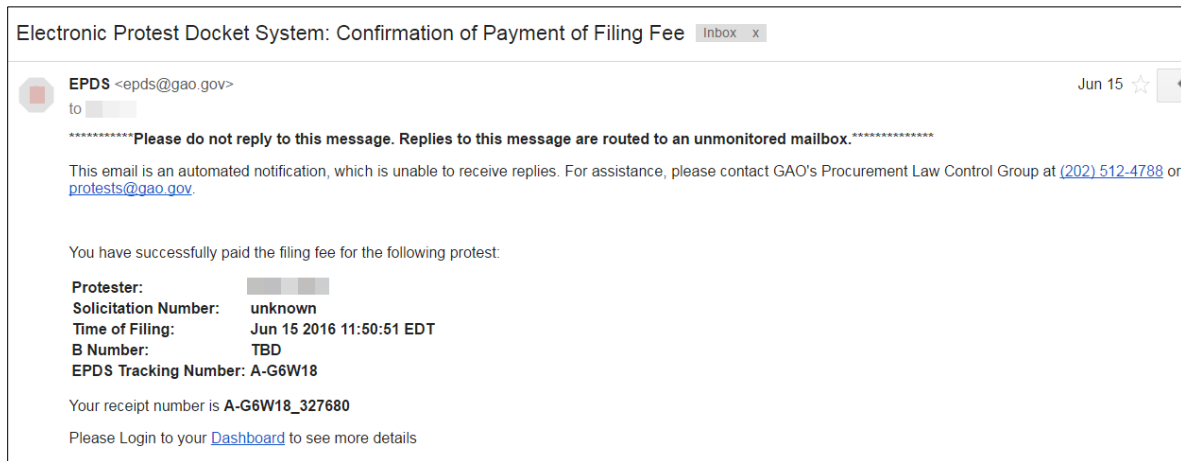 Electronic Protest Docket System: Confirmation of Payment of Filing Fee Inbox x
EPDS <epds@gao.gov> Jun 15
to
***********Please do not reply to this message. Replies to this message are routed to an unmonitored mailbox.**************
This email is an automated notification, which is unable to receive replies. For assistance, please contact GAO's Procurement Law Control Group at (202) 512-4788 or
protests@gao.gov.
You have successfully paid the filing fee for the following protest:
Protester:
Solicitation Number: unknown
Time of Filing: Jun 15 2016 11:50:51 EDT
B Number: TBD
EPDS Tracking Number: A-G6W18
Your receipt number is A-G6W18_327680
Please Login to your Dashboard to see more details